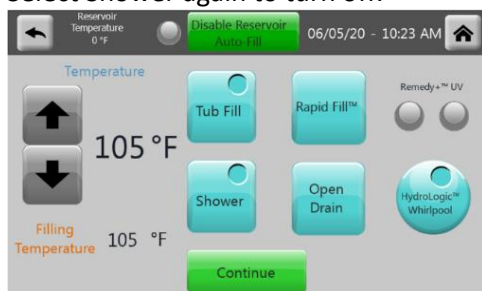 Select Shower again to turn off.
Reservoir
Temperature
0 °F
Disable Reservoir
Auto-Fill
06/05/20 - 10:23 AM
Temperature
105 °F
Tub Fill
Rapid Fill™
Remedy+™ UV
Shower
Open
Drain
HydroLogic™
Whirlpool
Filling
Temperature
105 °F
Continue